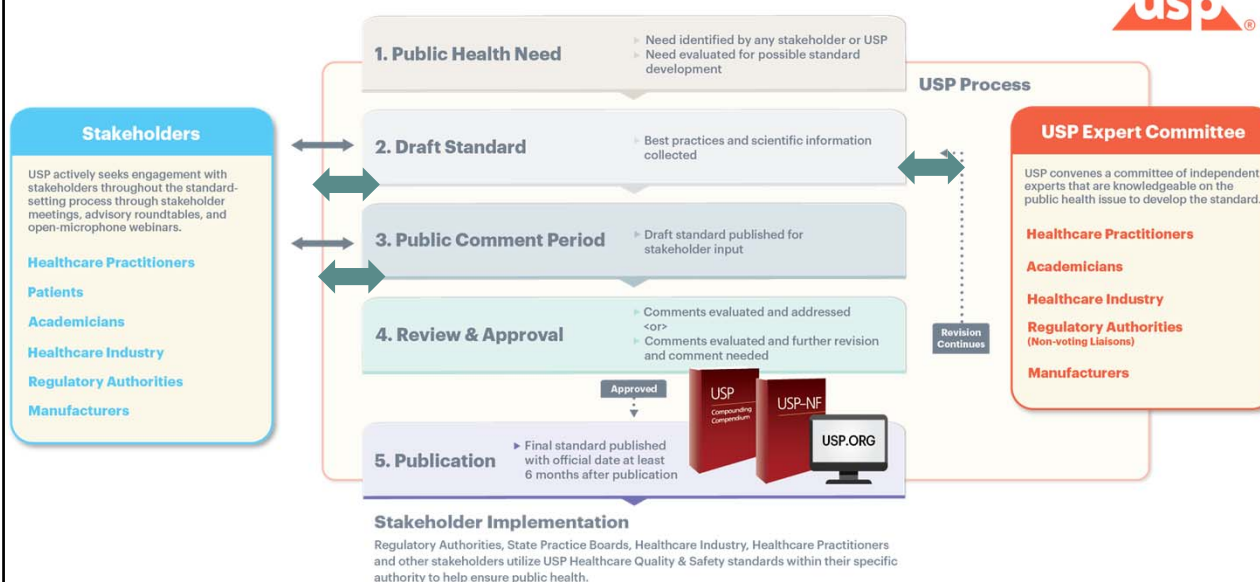 usp®
1. Public Health Need
Need identified by any stakeholder or USP
Need evaluated for possible standard
development
USP Process
Stakeholders
USP actively seeks engagement with
stakeholders throughout the standard-
setting process through stakeholder
meetings, advisory roundtables, and
open-microphone webinars.
Healthcare Practitioners
Patients
Academicians
Healthcare Industry
Regulatory Authorities
Manufacturers
2. Draft Standard
Best practices and scientific information
collected
3. Public Comment Period
Draft standard published for
stakeholder input
4. Review & Approval
Comments evaluated and addressed
<or>
Comments evaluated and further revision
and comment needed
Revision
Continues
Approved
5. Publication
Final standard published
with official date at least
6 months after publication
USP
Compounding
Compendium
USP–NF
USP.ORG
USP Expert Committee
USP convenes a committee of independent
experts that are knowledgeable on the
public health issue to develop the standard.
Healthcare Practitioners
Academicians
Healthcare Industry
Regulatory Authorities
(Non-voting Liaisons)
Manufacturers
Stakeholder Implementation
Regulatory Authorities, State Practice Boards, Healthcare Industry, Healthcare Practitioners
and other stakeholders utilize USP Healthcare Quality & Safety standards within their specific
authority to help ensure public health.